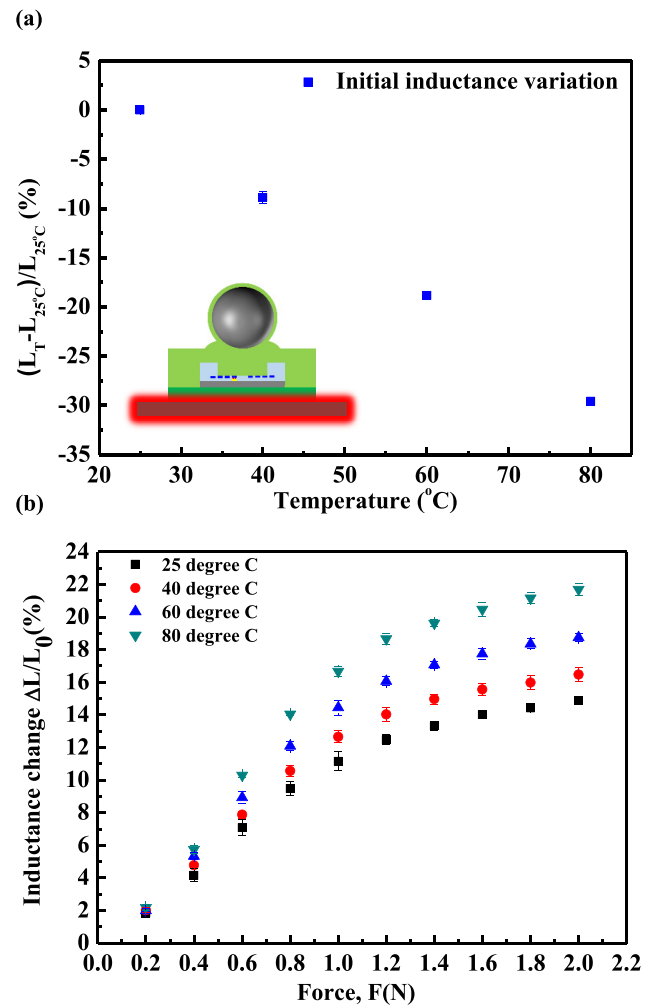 (a)
5
0
-5
-10
-15
-20
-25
-30
-35
(L_T-L_25°C)/L_25°C (%)
Initial inductance variation
20 30 40 50 60 70 80
Temperature (°C)
(b)
24
22
20
18
16
14
12
10
8
6
4
2
0
Inductance change ΔL/L_0(%)
25 degree C
40 degree C
60 degree C
80 degree C
0.0 0.2 0.4 0.6 0.8 1.0 1.2 1.4 1.6 1.8 2.0 2.2
Force, F(N)